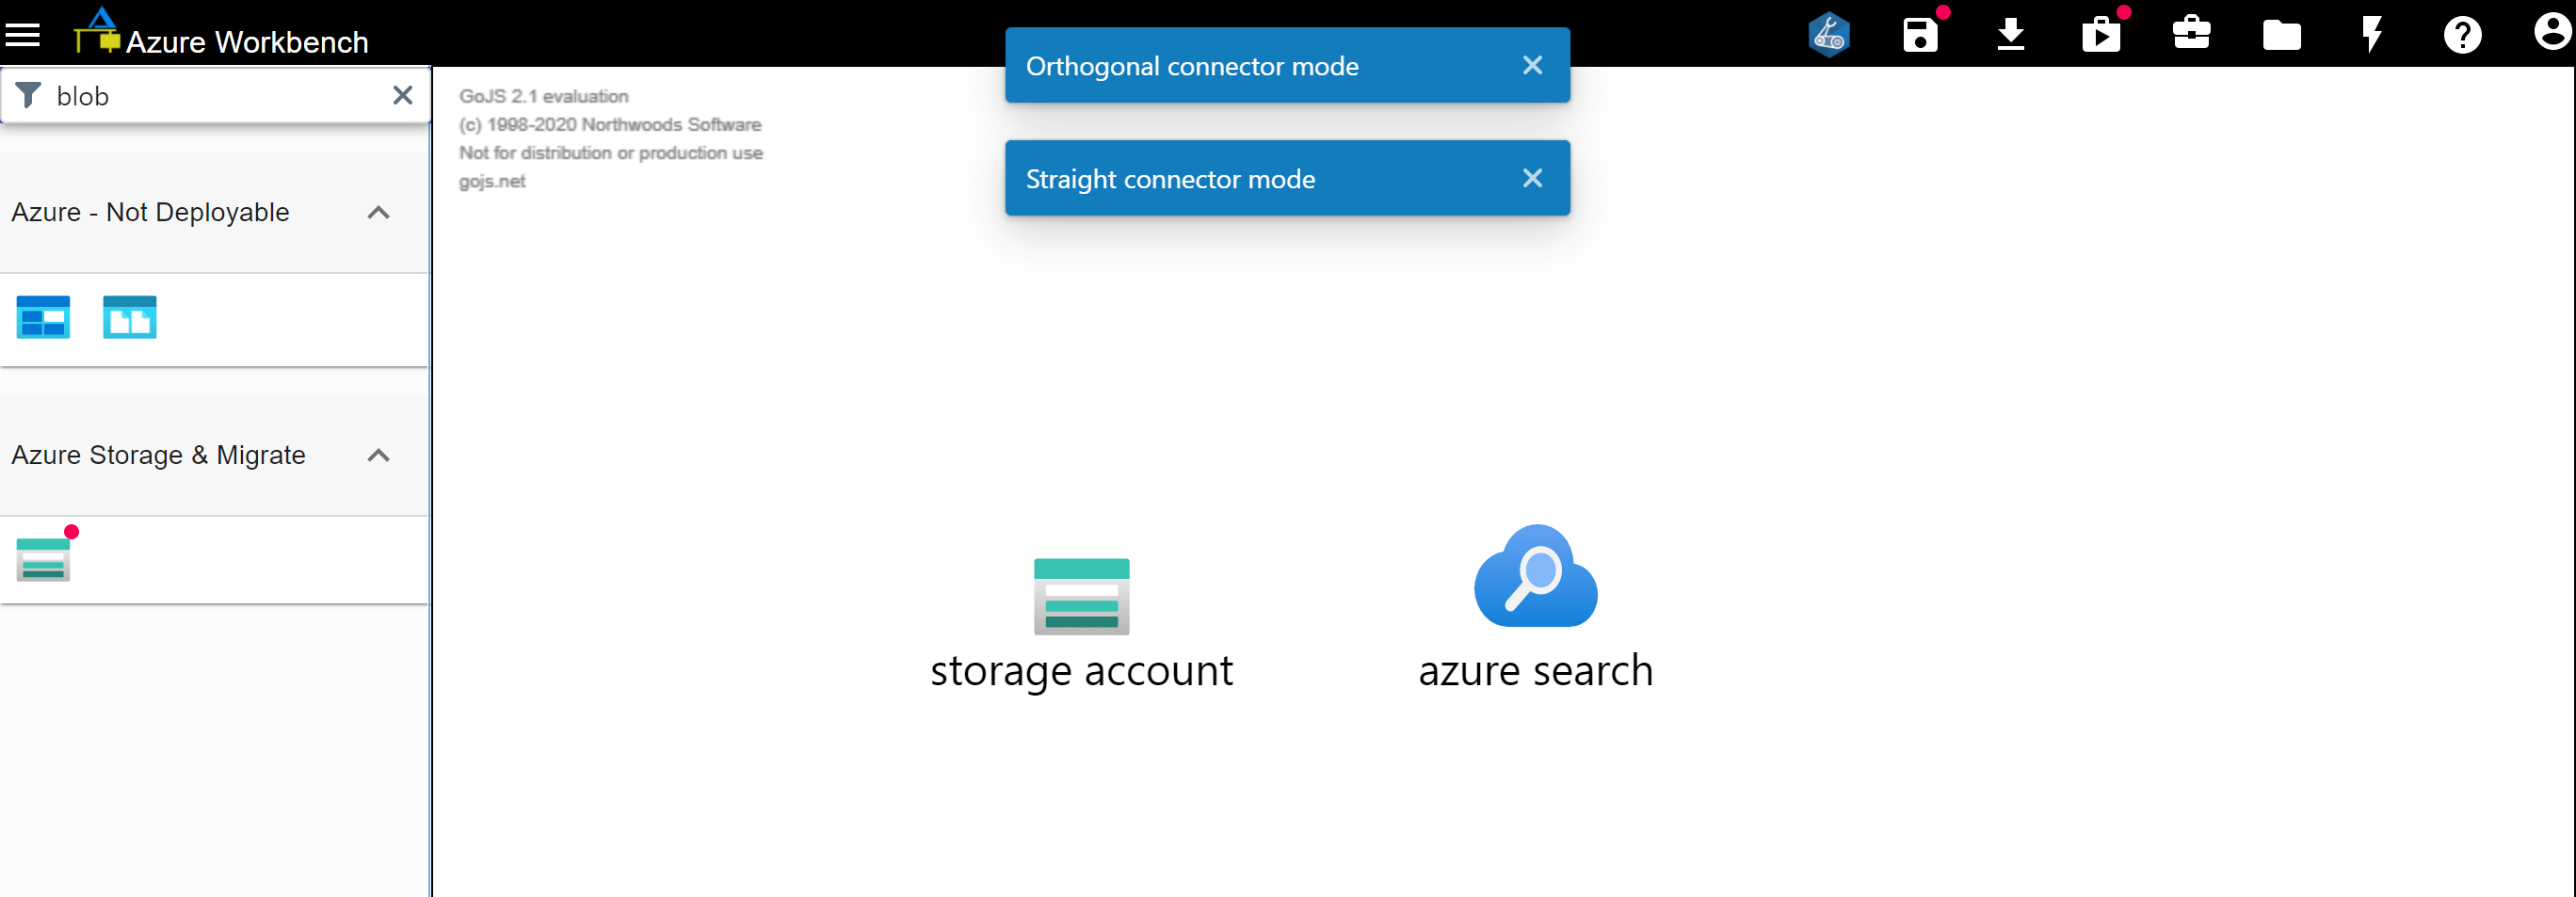 Azure Workbench
blob
Azure - Not Deployable
Azure Storage & Migrate
GoJS 2.1 evaluation
(c) 1998-2020 Northwoods Software
Not for distribution or production use
gojs.net
Orthogonal connector mode
Straight connector mode
storage account
azure search